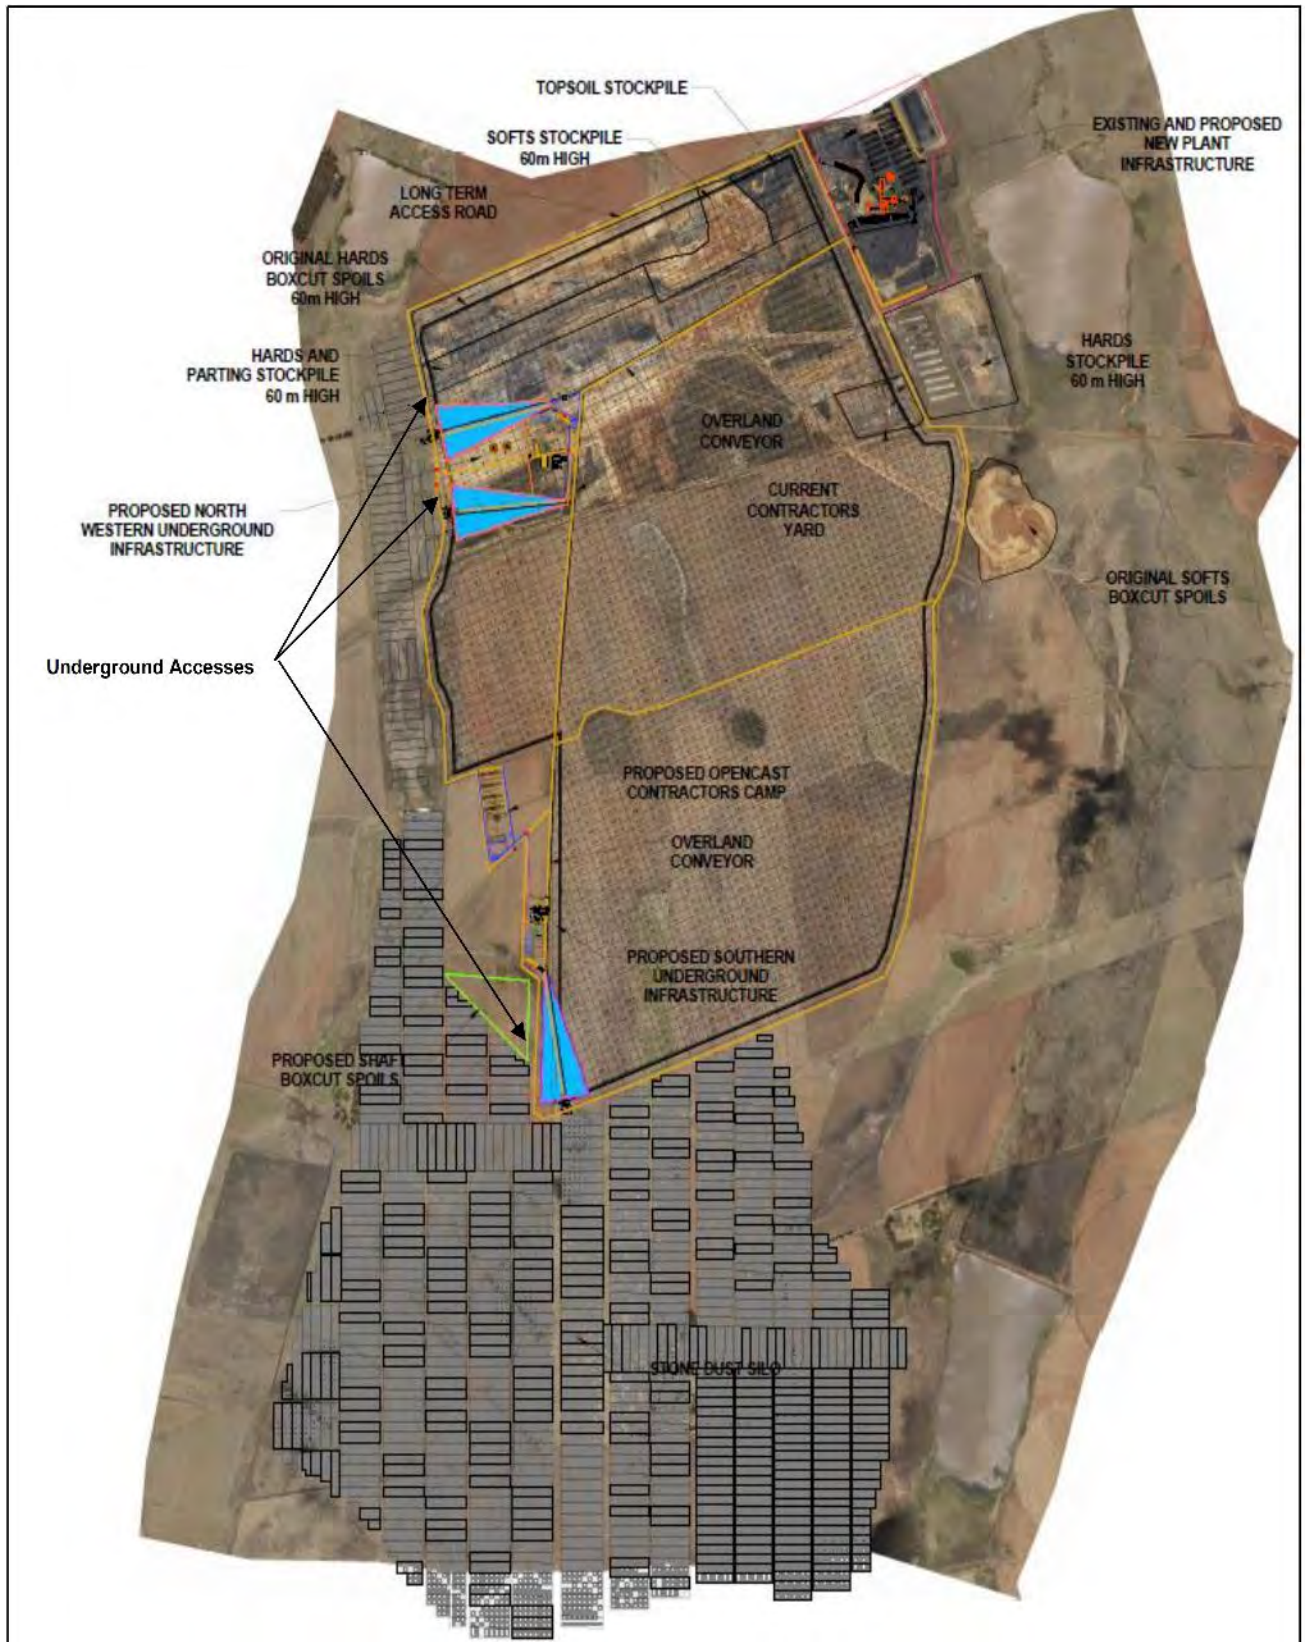 TOPSOIL STOCKPILE
SOFTS STOCKPILE
60m HIGH
EXISTING AND PROPOSED
NEW PLANT
INFRASTRUCTURE
LONG TERM
ACCESS ROAD
ORIGINAL HARDS
BOXCUT SPOILS
60m HIGH
HARDS AND
PARTING STOCKPILE
60 m HIGH
HARDS
STOCKPILE
60 m HIGH
OVERLAND
CONVEYOR
CURRENT
CONTRACTORS
YARD
PROPOSED NORTH
WESTERN UNDERGROUND
INFRASTRUCTURE
ORIGINAL SOFTS
BOXCUT SPOILS
Underground Accesses
PROPOSED OPENCAST
CONTRACTORS CAMP
OVERLAND
CONVEYOR
PROPOSED SOUTHERN
UNDERGROUND
INFRASTRUCTURE
PROPOSED SHAFT
BOXCUT SPOILS
STONE DUST SILO